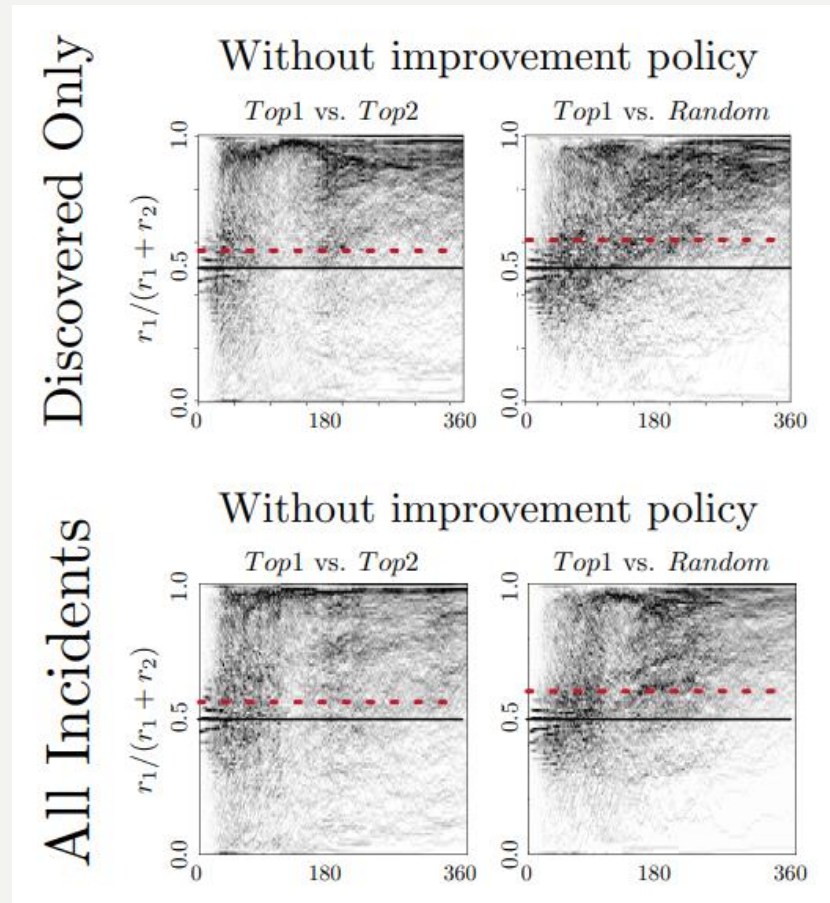 Discovered Only
Without improvement policy
Top1 vs. Top2
Top1 vs. Random
r₁/(r₁ + r₂)
1.0
0.5
0.0
0
180
360
1.0
0.5
0.0
0
180
360
All Incidents
Without improvement policy
Top1 vs. Top2
Top1 vs. Random
r₁/(r₁ + r₂)
1.0
0.5
0.0
0
180
360
1.0
0.5
0.0
0
180
360